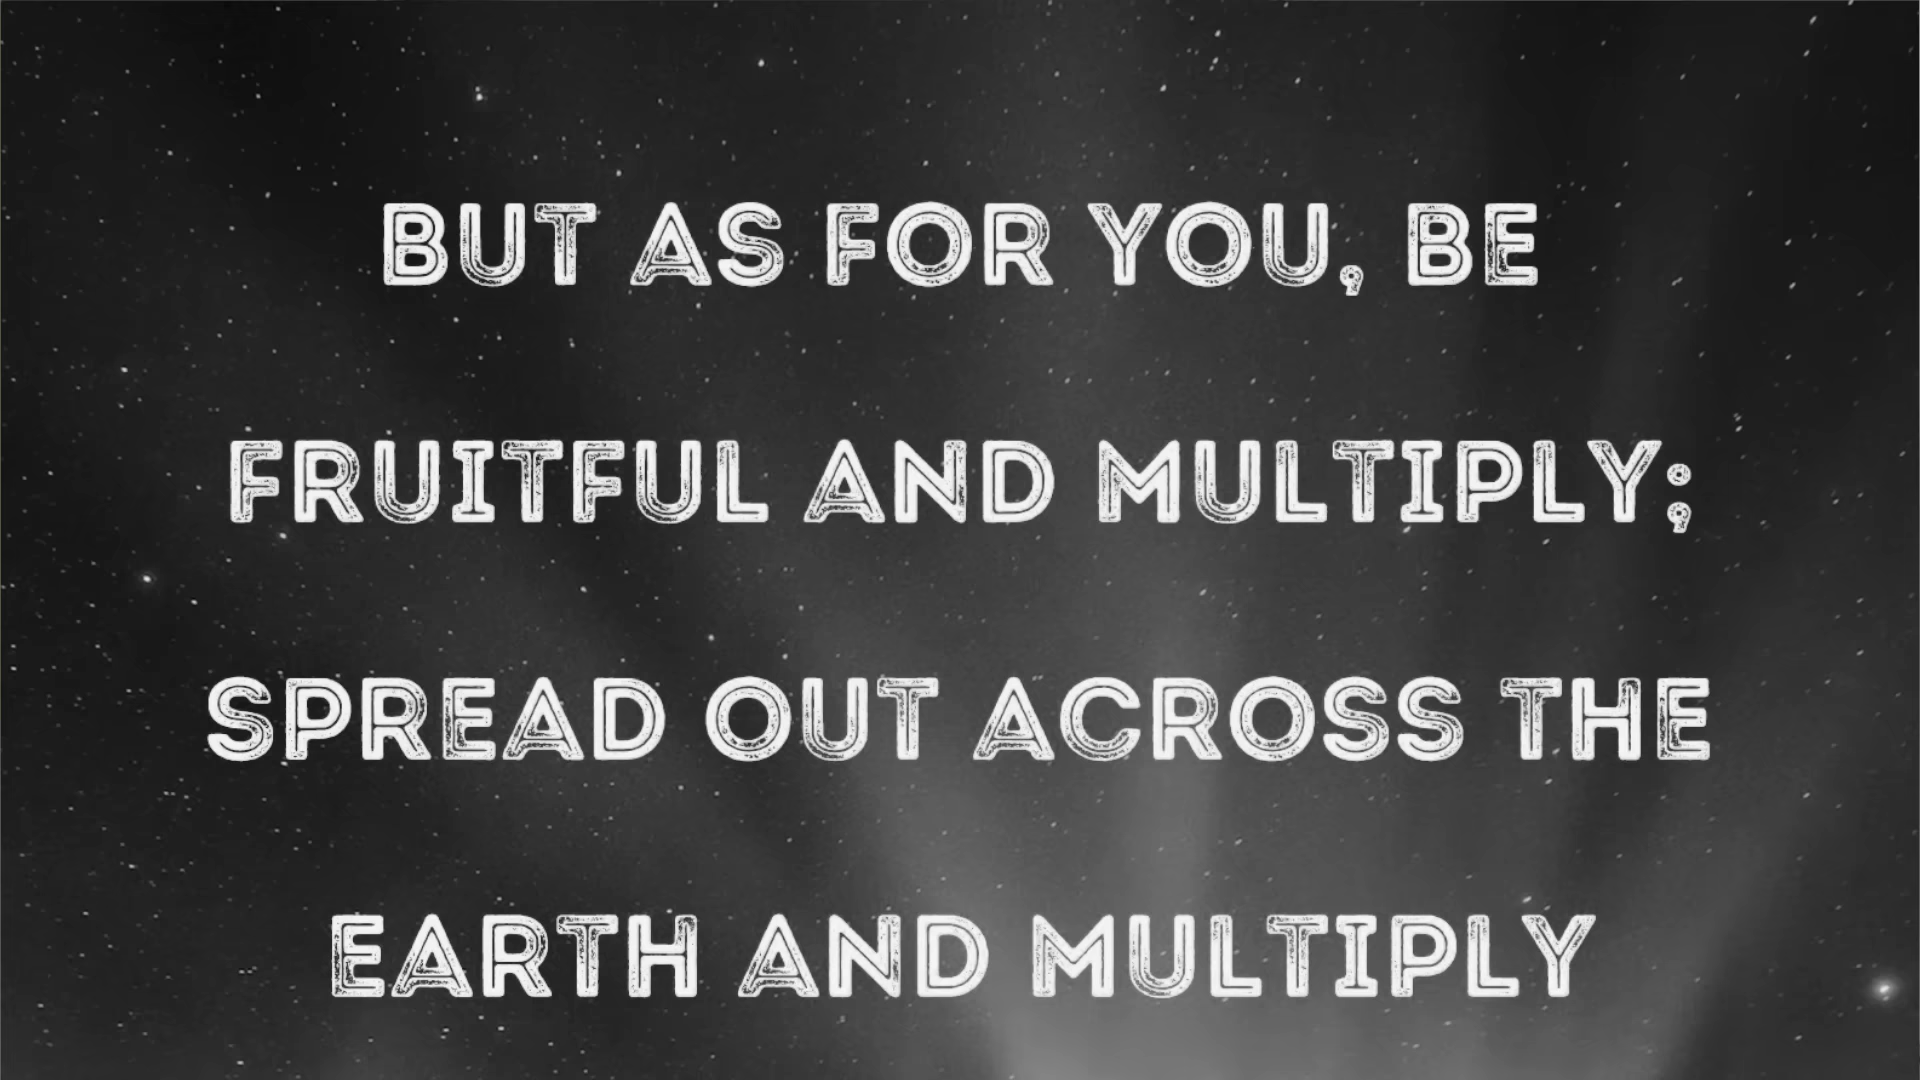 BUT AS FOR YOU, BE
FRUITFUL AND MULTIPLY;
SPREAD OUT ACROSS THE
EARTH AND MULTIPLY